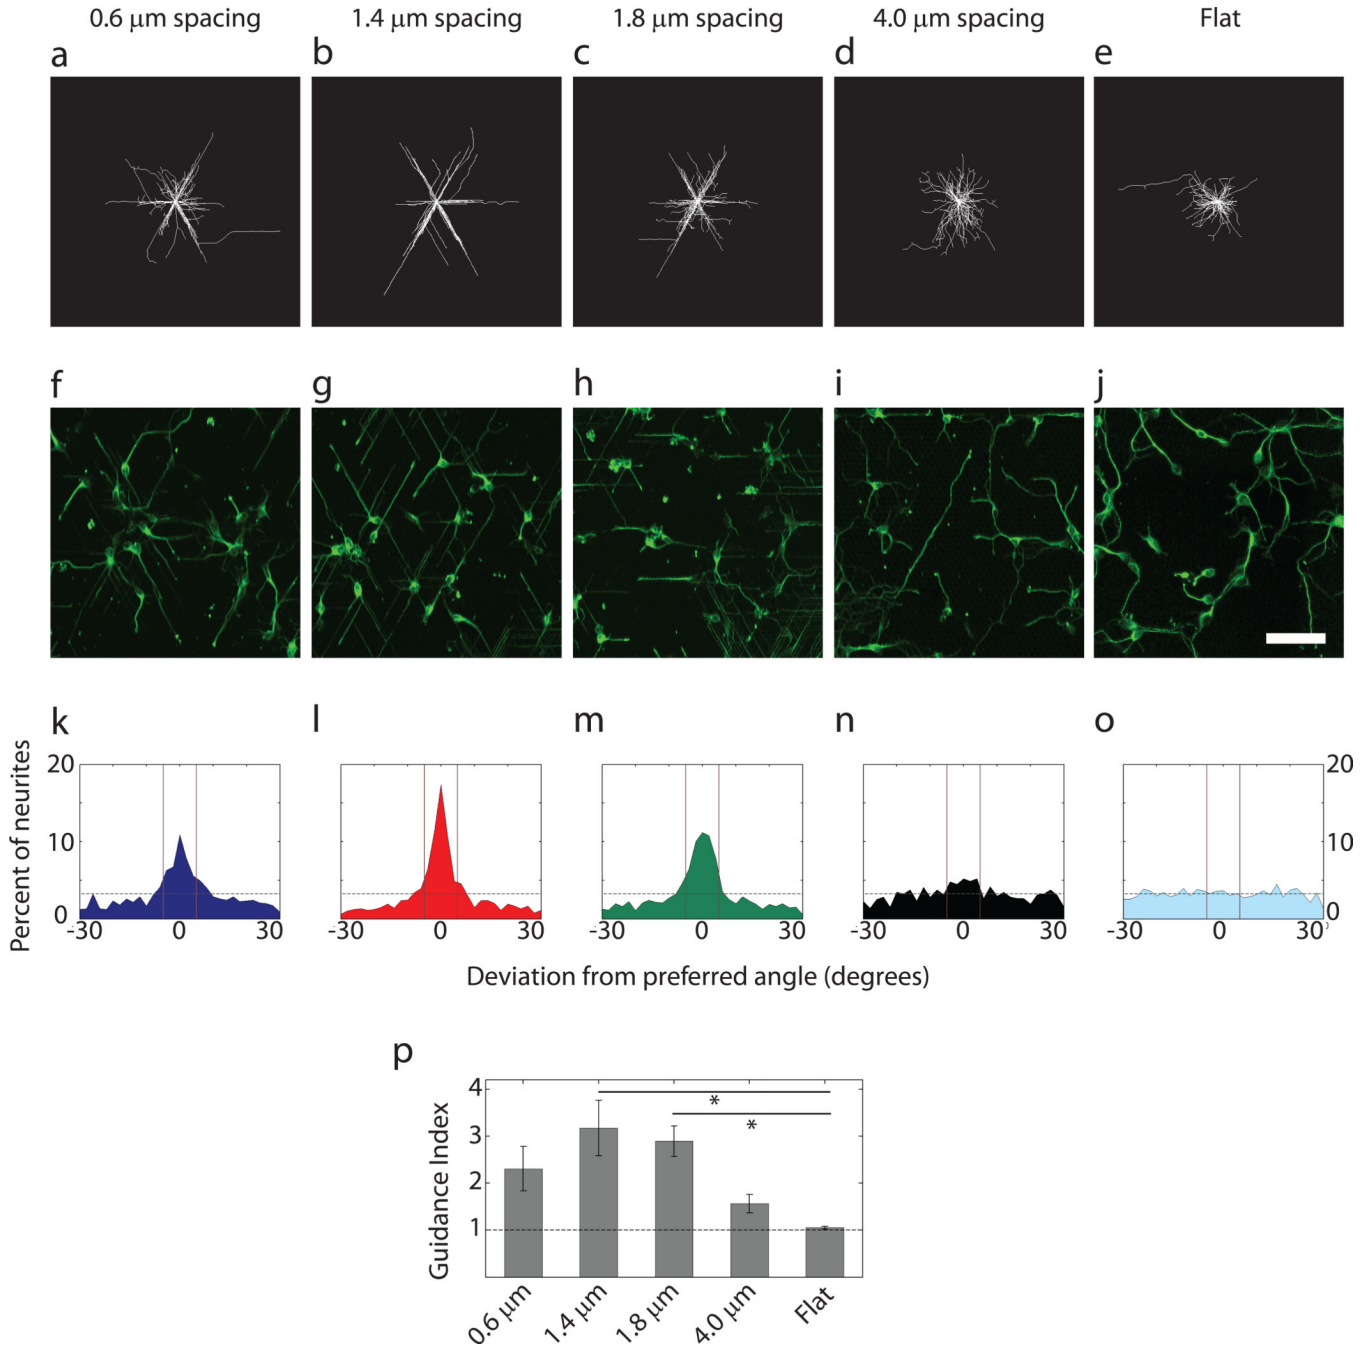 0.6 μm spacing
1.4 μm spacing
1.8 μm spacing
4.0 μm spacing
Flat
a
b
c
d
e
f
g
h
i
j
k
l
m
n
o
Percent of neurites
20
10
0
-30 0 30
-30 0 30
-30 0 30
-30 0 30
-30 0 30
20
10
0
Deviation from preferred angle (degrees)
p
Guidance Index
4
3
2
1
*
*
0.6 μm
1.4 μm
1.8 μm
4.0 μm
Flat